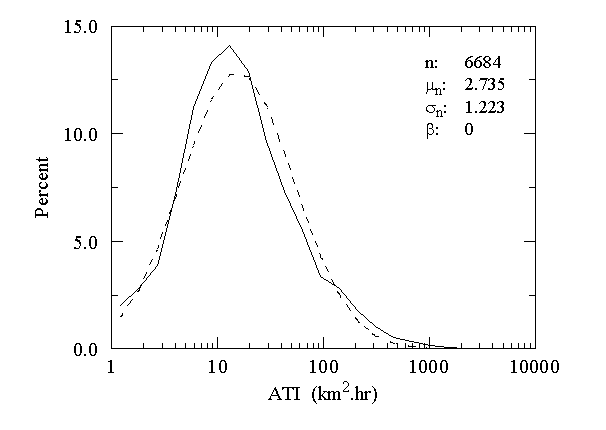 15.0
10.0
5.0
0.0
Percent
n: 6684
μn: 2.735
σn: 1.223
β: 0
1 10 100 1000 10000
ATI (km².hr)